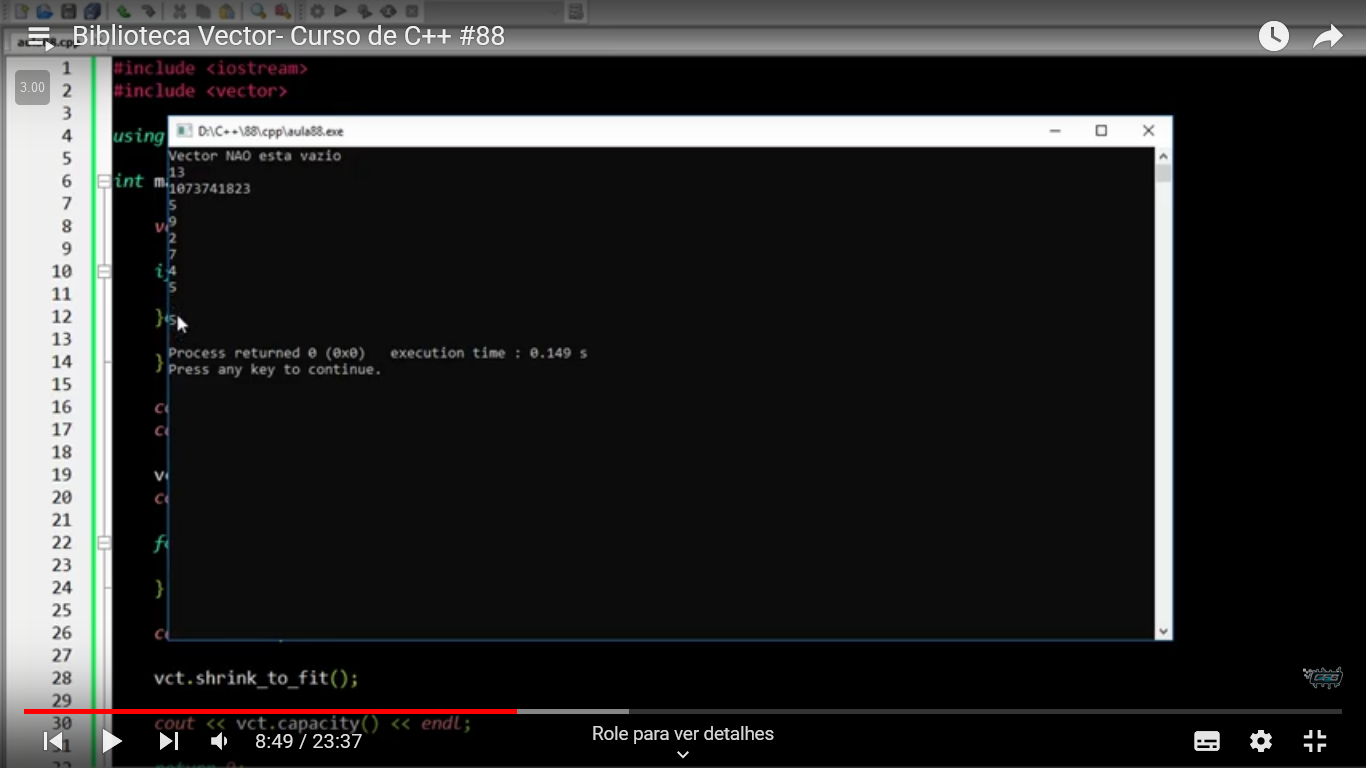 Biblioteca Vector- Curso de C++ #88
3.00
1 #include <iostream>
2 #include <vector>
3
4 using
5
6 int m
7
8
9
10
11
12 }
13
14 }
15
16 c
17 c
18
19 v
20 c
21
22 f
23
24 }
25
26 c
27
28 vct.shrink_to_fit();
29
30 cout << vct.capacity() << endl;
D:\C++\88\cpp\aula88.exe
Vector NAO esta vazio
13
1073741823
5
9
2
7
4
5
5
Process returned 0 (0x0) execution time : 0.149 s
Press any key to continue.
8:49 / 23:37
Role para ver detalhes